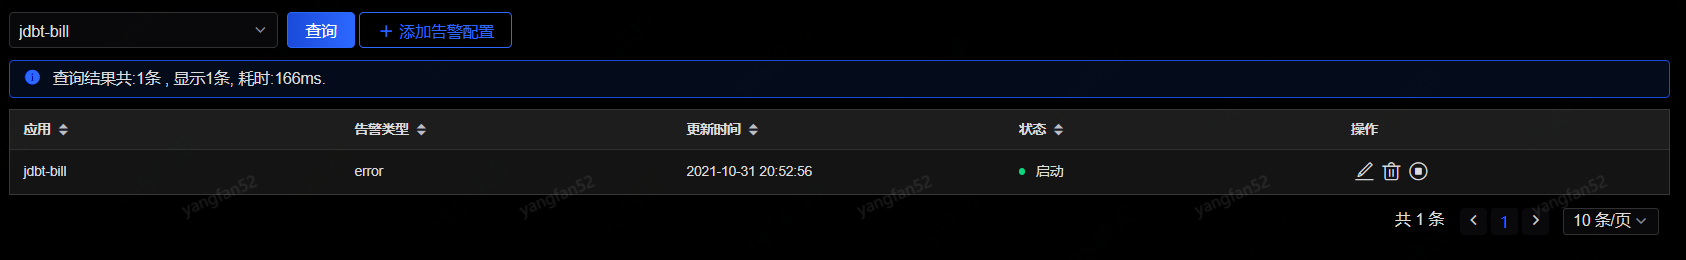 jdbt-bill 查询 + 添加告警配置
查询结果共:1条 , 显示1条, 耗时:166ms.
应用 告警类型 更新时间 状态 操作
jdbt-bill error 2021-10-31 20:52:56 启动
yangfan52 yangfan52 yangfan52 yangfan52 yangfan52
共 1 条 < 1 > 10 条/页